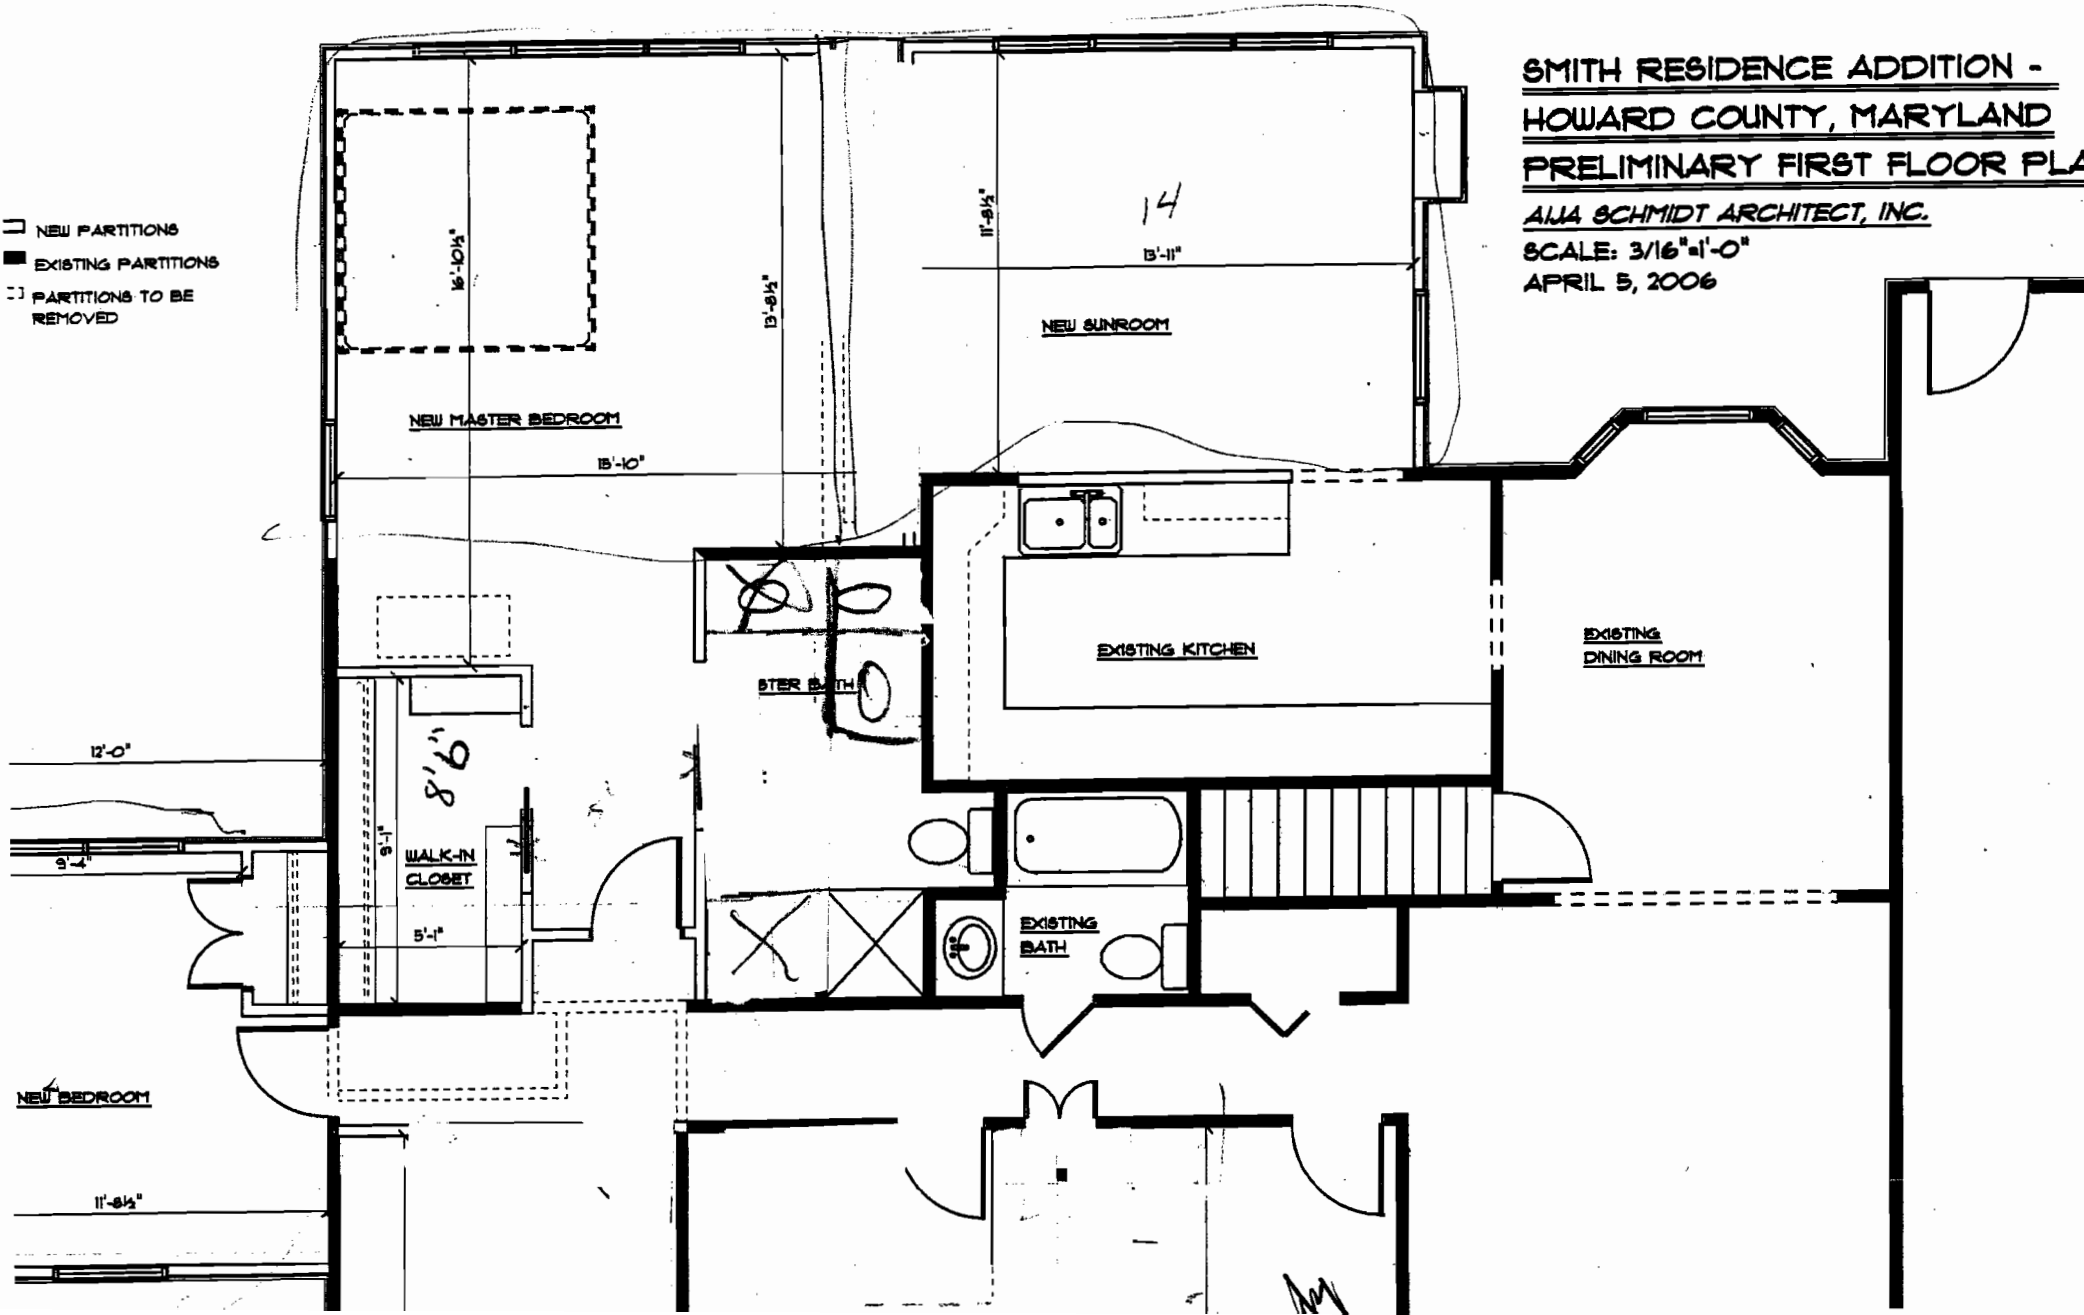 SMITH RESIDENCE ADDITION -
HOWARD COUNTY, MARYLAND
PRELIMINARY FIRST FLOOR PLA
AIJA SCHMIDT ARCHITECT, INC.
SCALE: 3/16"=1'-0"
APRIL 5, 2006
NEW PARTITIONS
EXISTING PARTITIONS
PARTITIONS TO BE
REMOVED
16'-10½"
13'-8½"
11'-8½"
14
13'-11"
NEW SUNROOM
NEW MASTER BEDROOM
15'-10"
EXISTING KITCHEN
EXISTING
DINING ROOM
STER BATH
12'-0"
8'6"
9'-1"
9'-4"
WALK-IN
CLOSET
5'-1"
EXISTING
BATH
NEW BEDROOM
11'-8½"